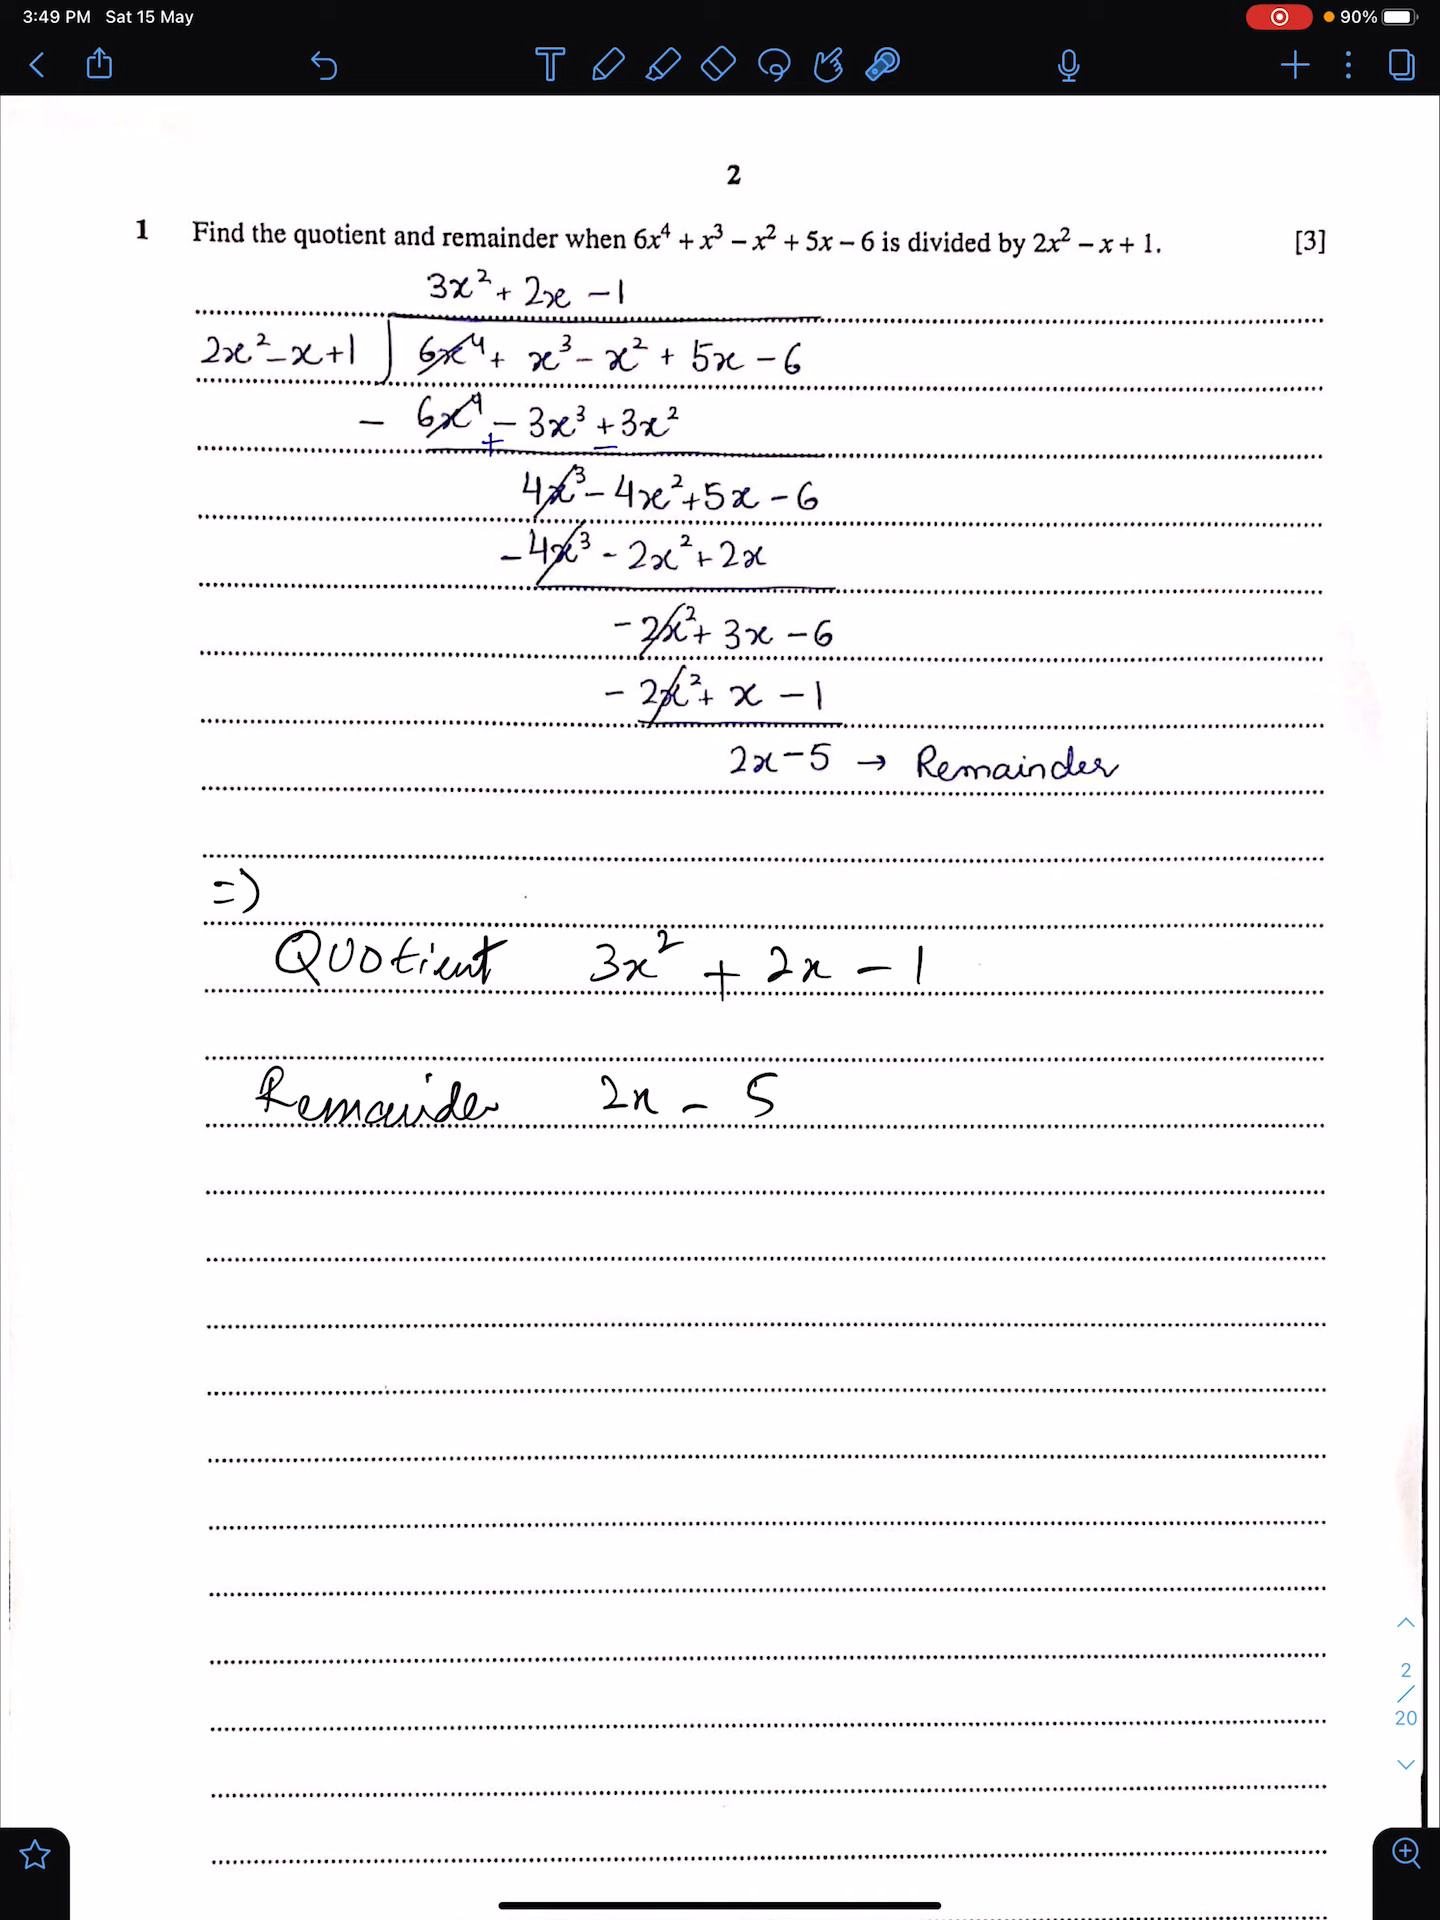 3:49 PM Sat 15 May 90%
2
1 Find the quotient and remainder when 6x⁴ + x³ − x² + 5x − 6 is divided by 2x² − x + 1. [3]
3x² + 2x − 1
2x² − x + 1 ) 6x⁴ + x³ − x² + 5x − 6
− 6x⁴ − 3x³ + 3x²
+ −
4x³ − 4x² + 5x − 6
− 4x³ − 2x² + 2x
− 2x² + 3x − 6
− 2x² + x − 1
2x − 5 → Remainder
=)
Quotient 3x² + 2x − 1
Remainder 2x − 5
2
/
20